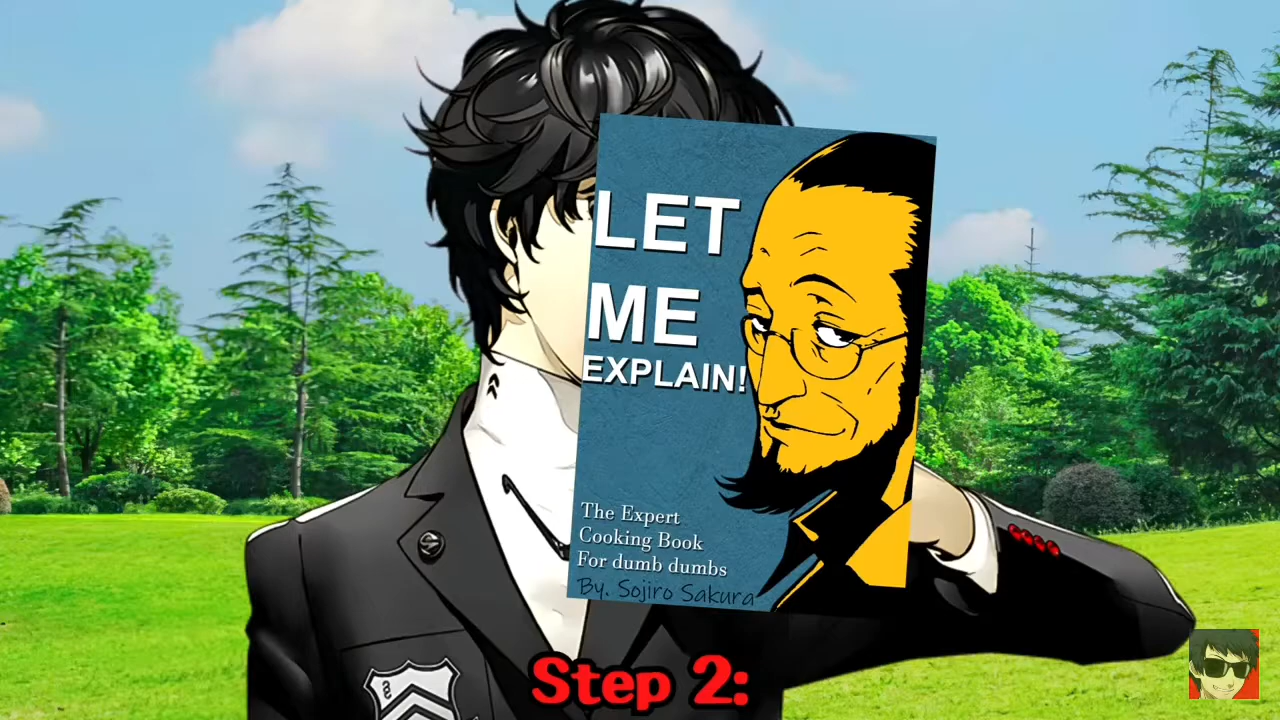 LET
ME
EXPLAIN!
The Expert
Cooking Book
For dumb dumbs
By. Sojiro Sakura
Step 2: